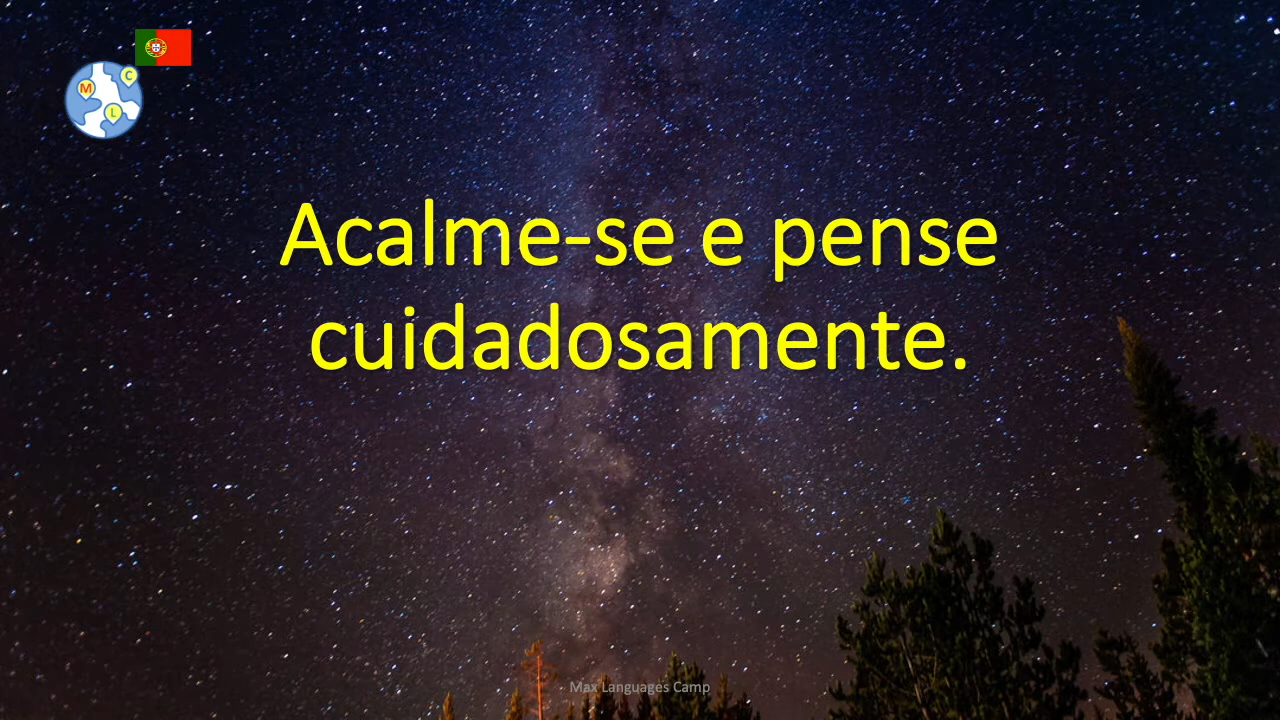 C
M
L
Acalme-se e pense
cuidadosamente.
Max Languages Camp